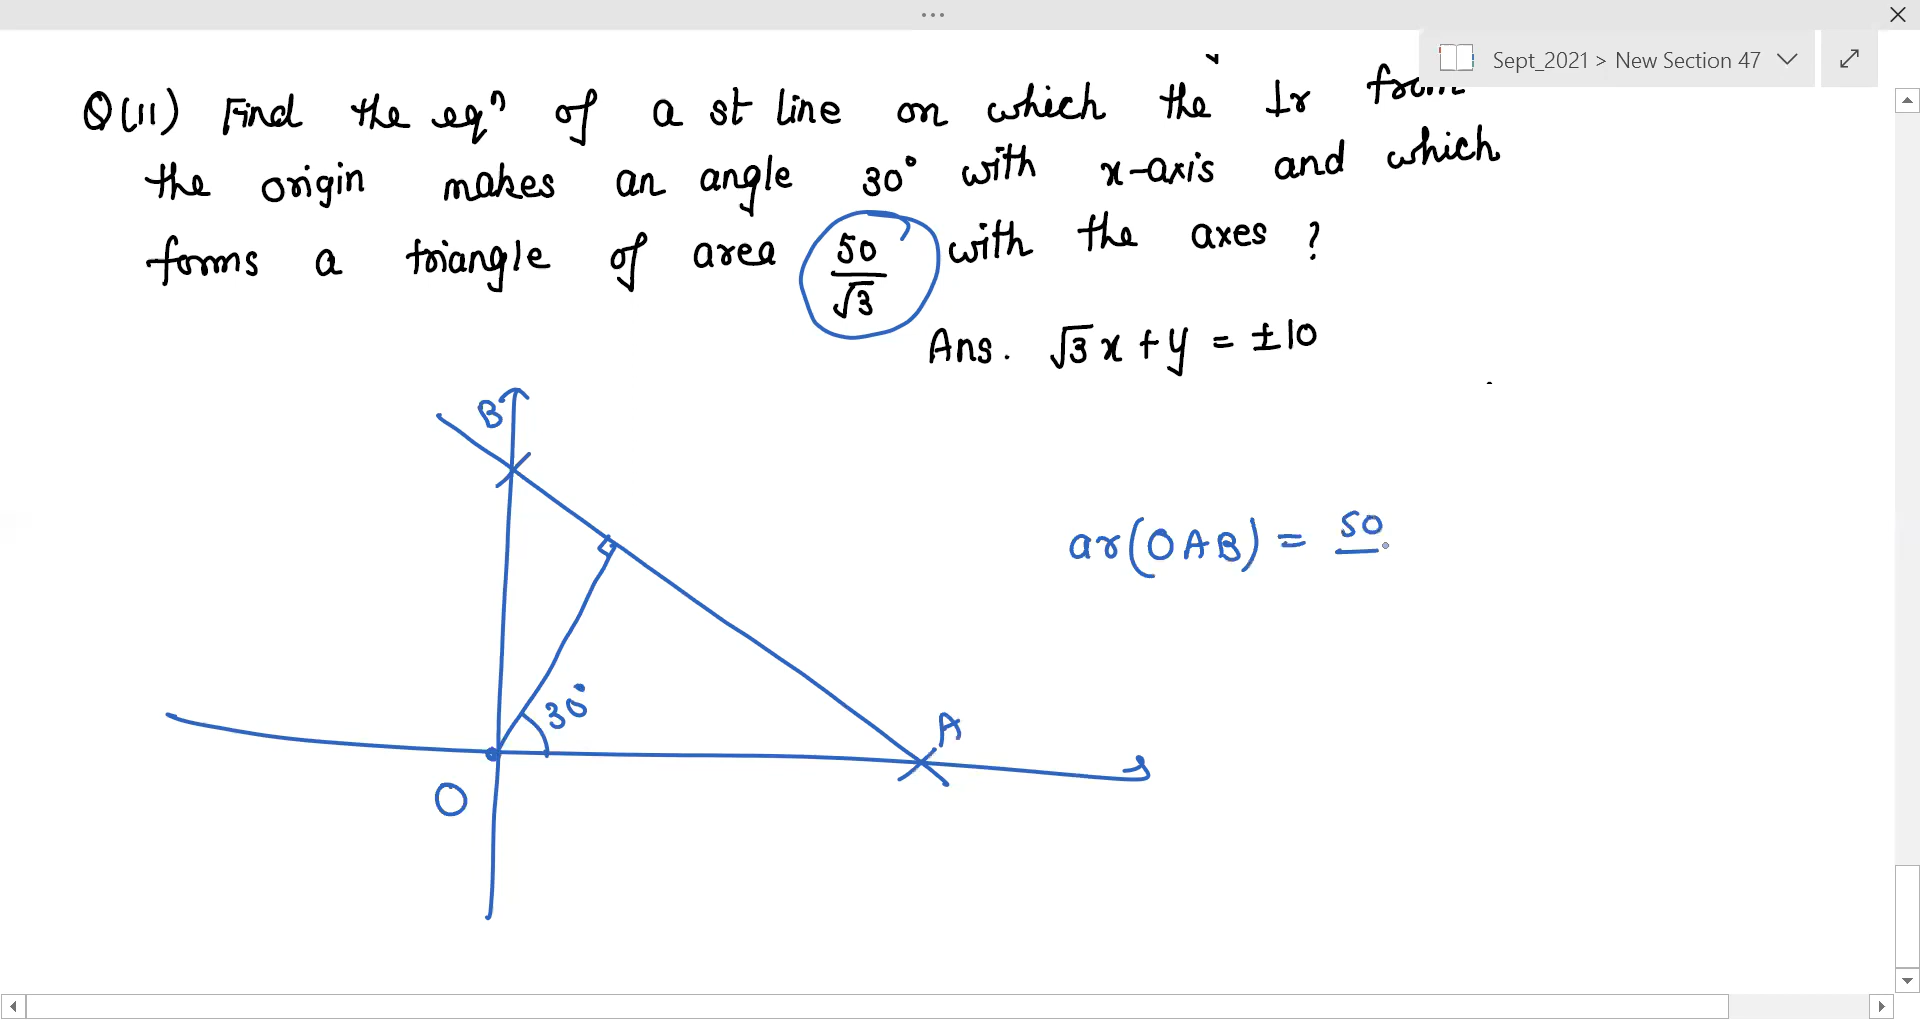 Sept_2021 > New Section 47
Q(11) Find the eqⁿ of a st line on which the ⊥r from
the origin makes an angle 30° with x-axis and which
forms a triangle of area 50/√3 with the axes ?
Ans. √3x + y = ±10
B
ar(OAB) = 50
30°
A
O